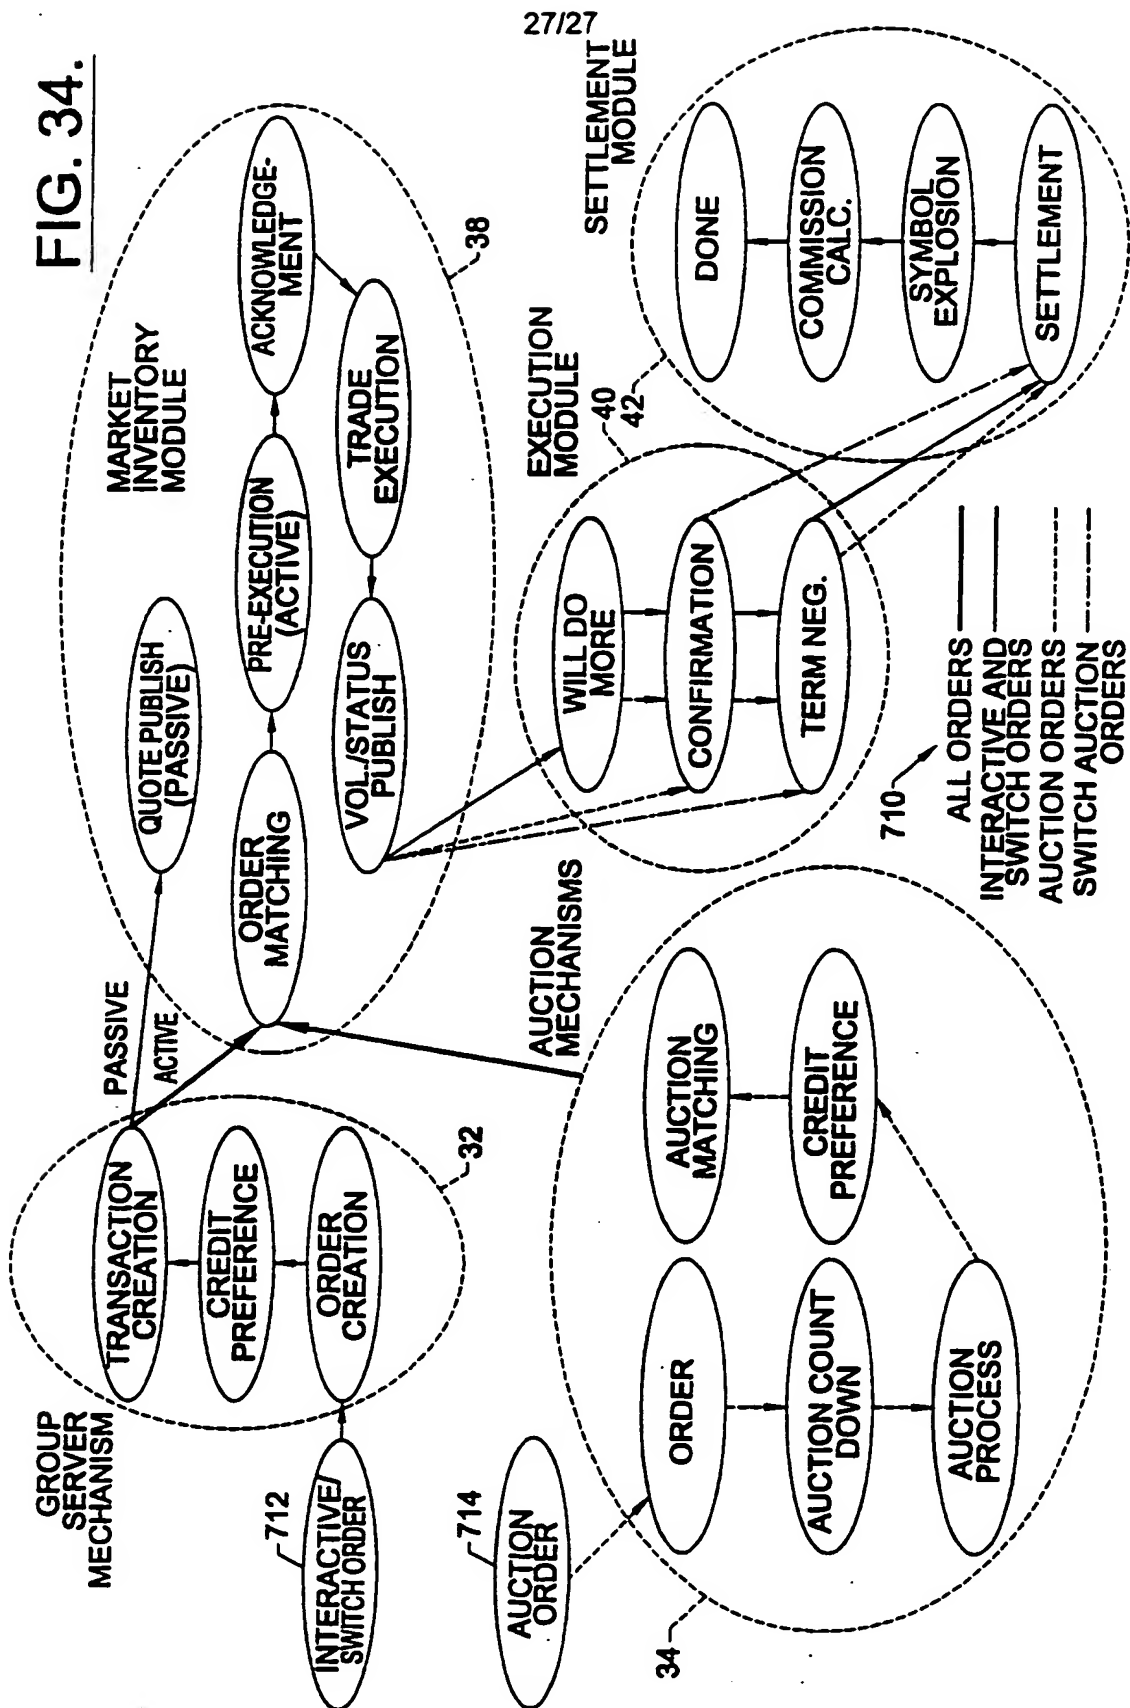 27/27
FIG. 34.
GROUP
SERVER
MECHANISM
712
INTERACTIVE/
SWITCH ORDER
TRANSACTION
CREATION
CREDIT
PREFERENCE
ORDER
CREATION
32
PASSIVE
ACTIVE
MARKET
INVENTORY
MODULE
QUOTE PUBLISH
(PASSIVE)
ORDER
MATCHING
PRE-EXECUTION
(ACTIVE)
ACKNOWLEDGE-
MENT
VOL./STATUS
PUBLISH
TRADE
EXECUTION
38
714
AUCTION
ORDER
AUCTION
MECHANISMS
ORDER
AUCTION COUNT
DOWN
AUCTION
PROCESS
AUCTION
MATCHING
CREDIT
PREFERENCE
34
EXECUTION
MODULE
40
42
WILL DO
MORE
CONFIRMATION
TERM NEG.
SETTLEMENT
MODULE
DONE
COMMISSION
CALC.
SYMBOL
EXPLOSION
SETTLEMENT
710
ALL ORDERS
INTERACTIVE AND
SWITCH ORDERS
AUCTION ORDERS
SWITCH AUCTION
ORDERS